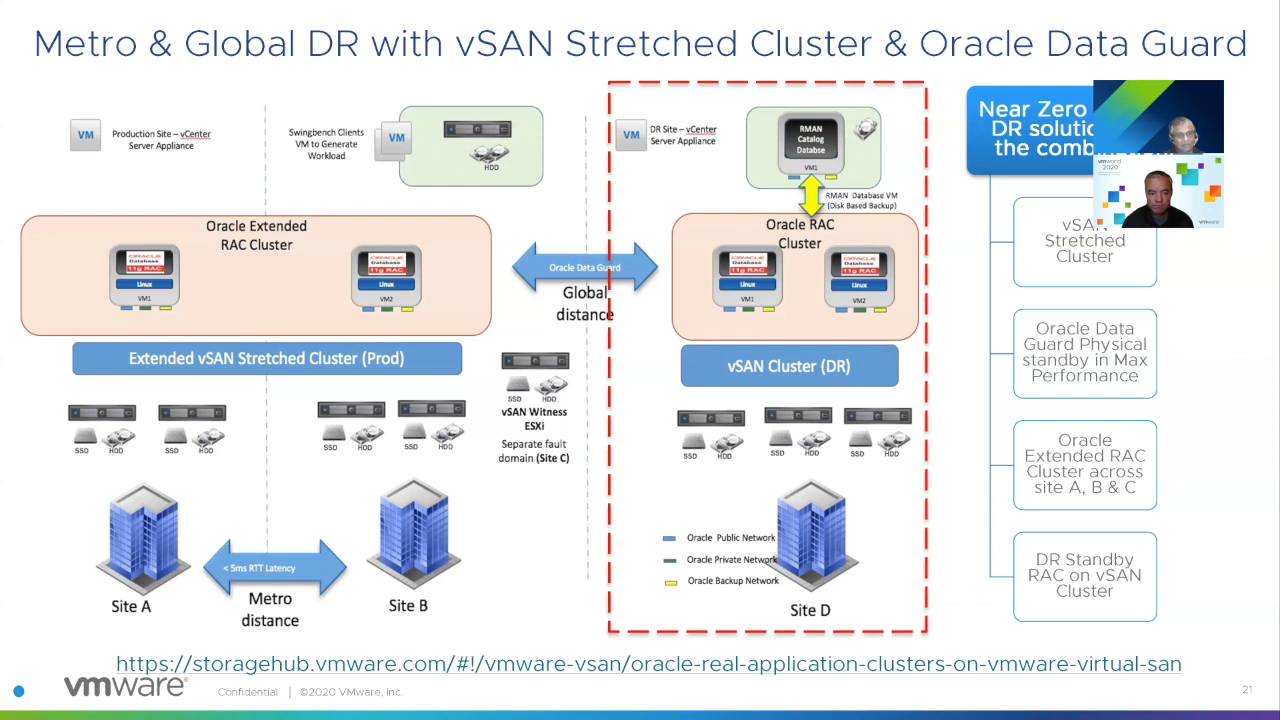 Metro & Global DR with vSAN Stretched Cluster & Oracle Data Guard
VM
Production Site – vCenter
Server Appliance
Swingbench Clients
VM to Generate
Workload
VM
HDD
VM
DR Site – vCenter
Server Appliance
RMAN
Catalog
Databse
VM1
RMAN Database VM
(Disk Based Backup)
Near Zero
DR
the
vmworld
2020
vmware
Oracle Extended
RAC Cluster
ORACLE
Database
11g RAC
Linux
VM1
ORACLE
Database
11g RAC
Linux
VM2
Oracle Data Guard
Global
distance
Oracle RAC
Cluster
ORACLE
Database
11g RAC
Linux
VM1
ORACLE
Database
11g RAC
Linux
VM2
Extended vSAN Stretched Cluster (Prod)
vSAN Cluster (DR)
SSD HDD
SSD HDD
SSD HDD
SSD HDD
SSD HDD
vSAN Witness
ESXi
Separate fault
domain (Site C)
SSD HDD
SSD HDD
SSD HDD
< 5ms RTT Latency
Metro
distance
Site A
Site B
Oracle Public Network
Oracle Private Network
Oracle Backup Network
Site D
vSAN
Stretched
Cluster
Oracle Data
Guard Physical
standby in Max
Performance
Oracle
Extended RAC
Cluster across
site A, B & C
DR Standby
RAC on vSAN
Cluster
https://storagehub.vmware.com/#!/vmware-vsan/oracle-real-application-clusters-on-vmware-virtual-san
vmware®
Confidential | ©2020 VMware, Inc.
21